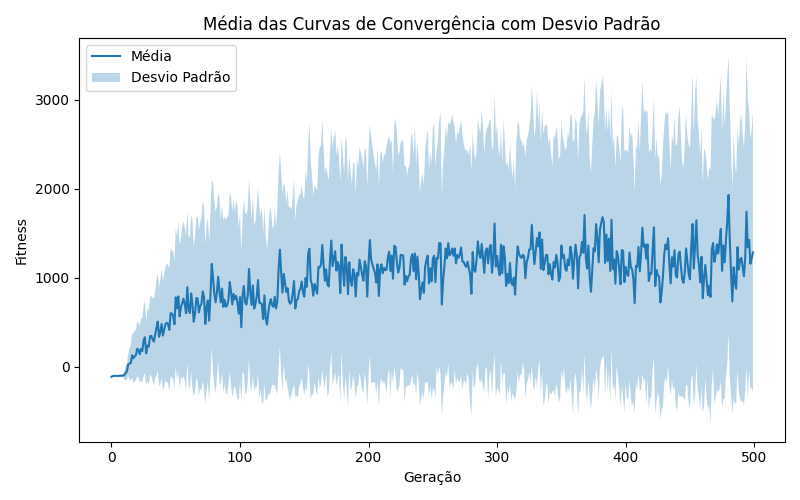 Média das Curvas de Convergência com Desvio Padrão
Média
Desvio Padrão
Fitness
3000
2000
1000
0
0 100 200 300 400 500
Geração